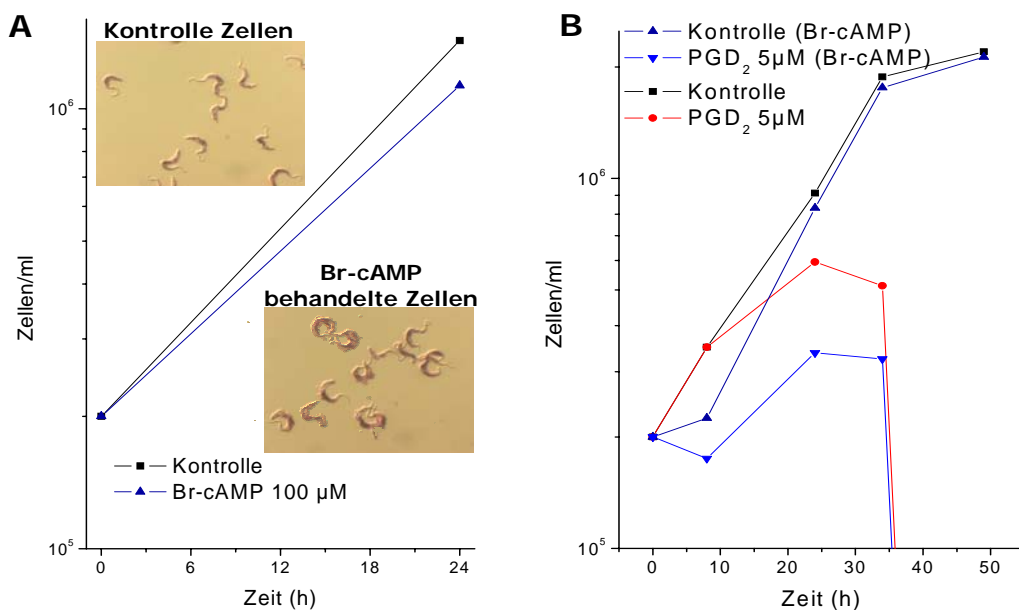 A
Kontrolle Zellen
10⁶
Zellen/ml
Br-cAMP
behandelte Zellen
Kontrolle
Br-cAMP 100 µM
10⁵
0 6 12 18 24
Zeit (h)
B
Kontrolle (Br-cAMP)
PGD₂ 5µM (Br-cAMP)
Kontrolle
PGD₂ 5µM
10⁶
Zellen/ml
10⁵
0 10 20 30 40 50
Zeit (h)